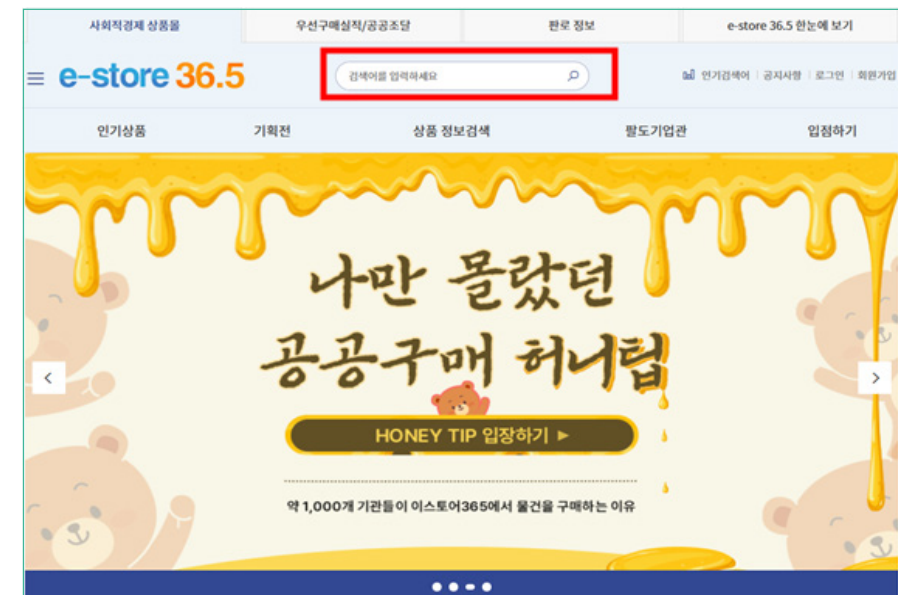 사회적경제 상품몰
우선구매실적/공공조달
판로 정보
e-store 36.5 한눈에 보기
e-store 36.5
검색어를 입력하세요
인기검색어
공지사항
로그인
회원가입
인기상품
기획전
상품 정보검색
팔도기업관
입점하기
나만 몰랐던
공공구매 허니팁
HONEY TIP 입장하기 ▶
약 1,000개 기관들이 이스토어365에서 물건을 구매하는 이유